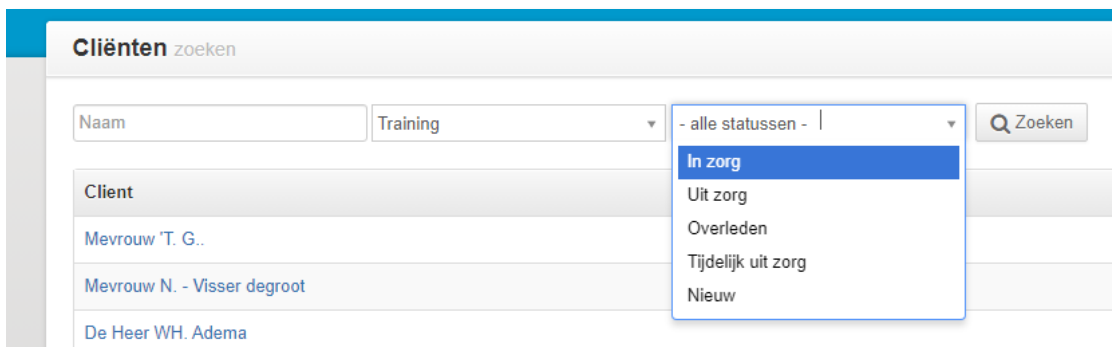 Cliënten zoeken
Naam
Training
- alle statussen -
Zoeken
In zorg
Uit zorg
Overleden
Tijdelijk uit zorg
Nieuw
Client
Mevrouw 'T. G..
Mevrouw N. - Visser degroot
De Heer WH. Adema